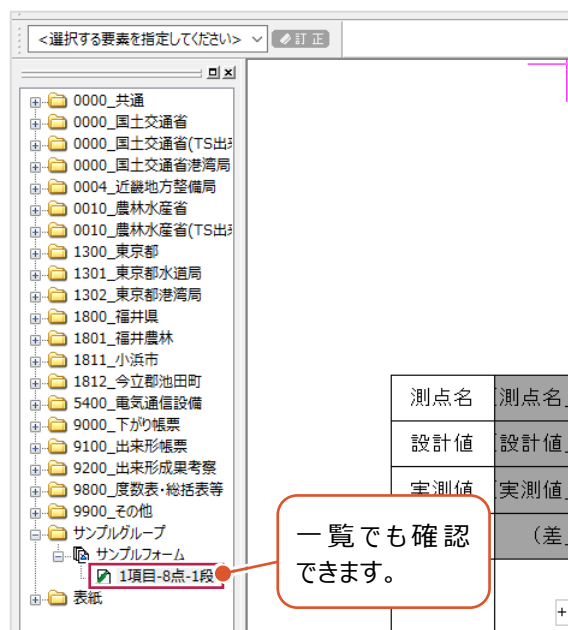 <選択する要素を指定してください>
訂正
0000_共通
0000_国土交通省
0000_国土交通省(TS出
0000_国土交通省港湾局
0004_近畿地方整備局
0010_農林水産省
0010_農林水産省(TS出
1300_東京都
1301_東京都水道局
1302_東京都港湾局
1800_福井県
1801_福井農林
1811_小浜市
1812_今立郡池田町
5400_電気通信設備
9000_下がり帳票
9100_出来形帳票
9200_出来形成果考察
9800_度数表・総括表等
9900_その他
サンプルグループ
サンプルフォーム
1項目-8点-1段
表紙
測点名 測点名
設計値 設計値
実測値 実測値
(差
一覧でも確認
できます。